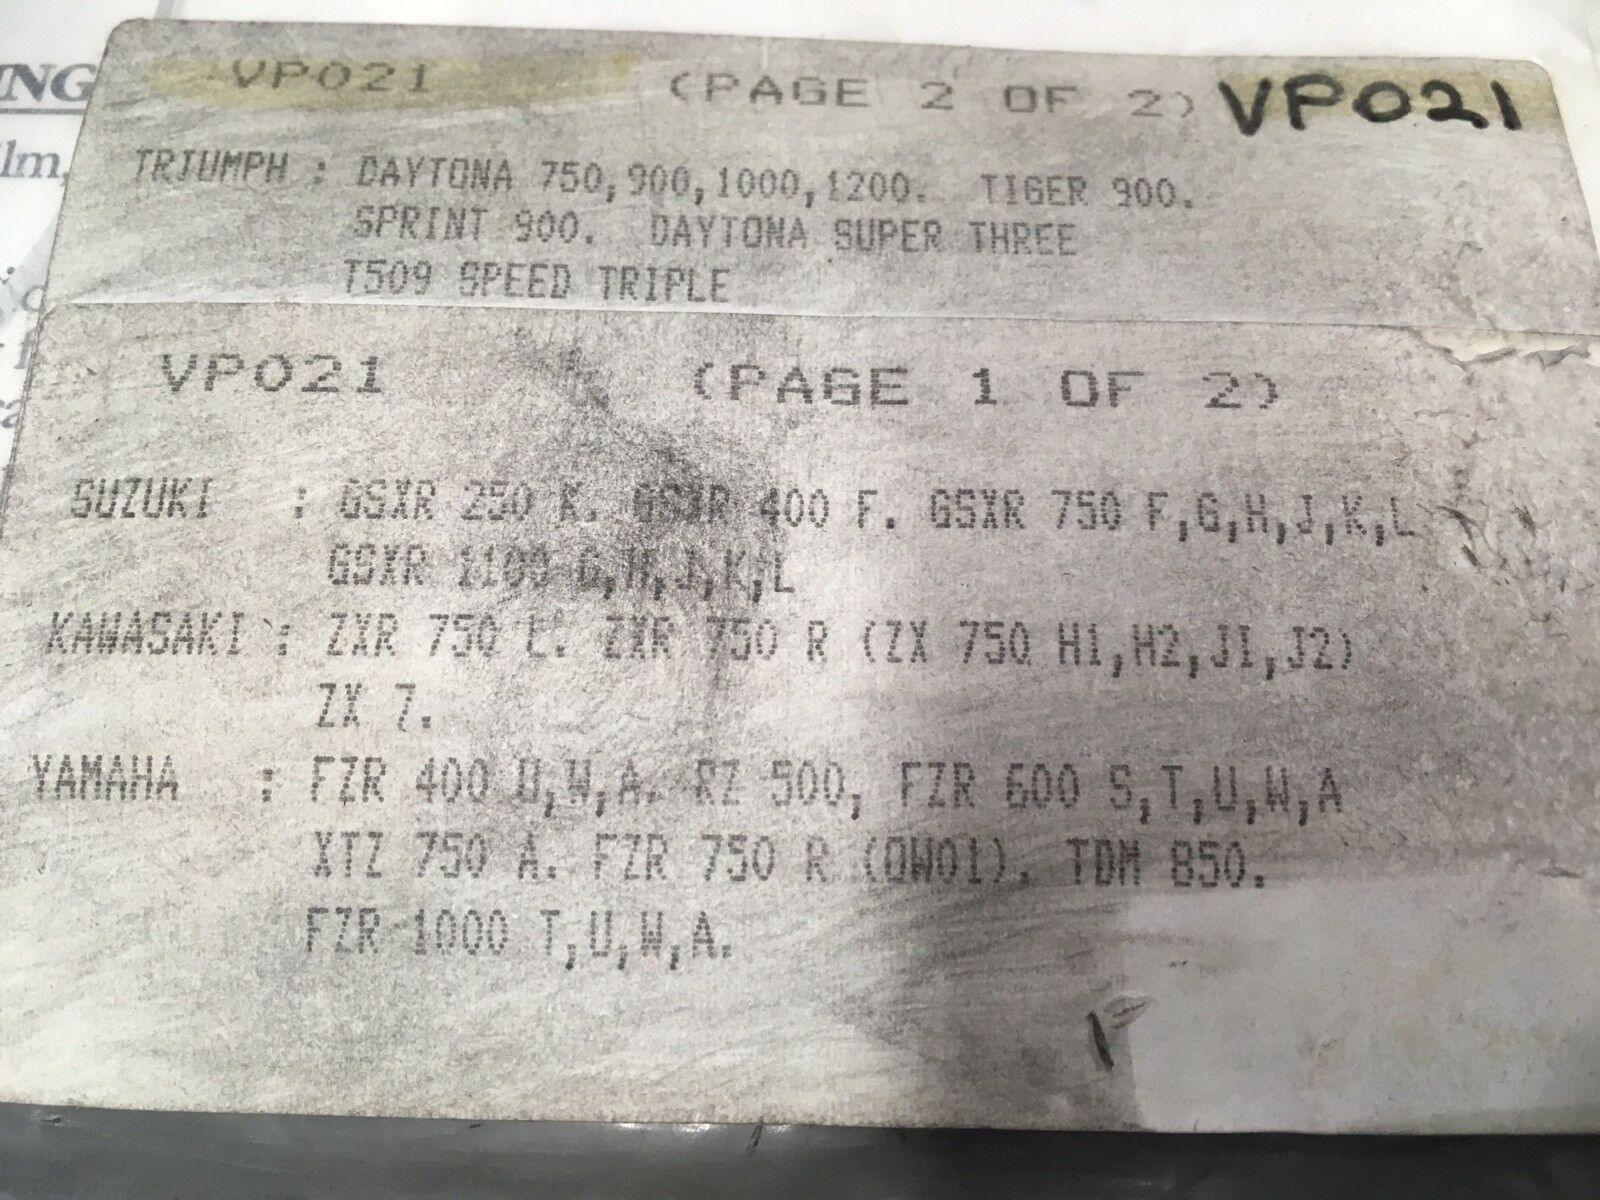 VP021 (PAGE 2 OF 2) VP021
TRIUMPH : DAYTONA 750,900,1000,1200. TIGER 900.
SPRINT 900. DAYTONA SUPER THREE
T509 SPEED TRIPLE
VP021 (PAGE 1 OF 2)
SUZUKI : GSXR 250 K. GSXR 400 F. GSXR 750 F,G,H,J,K,L
GSXR 1100 G,H,J,K,L
KAWASAKI : ZXR 750 L. ZXR 750 R (ZX 750 H1,H2,J1,J2)
ZX 7.
YAMAHA : FZR 400 U,W,A. RZ 500, FZR 600 S,T,U,W,A
XTZ 750 A. FZR 750 R (OW01). TDM 850.
FZR 1000 T,U,W,A.